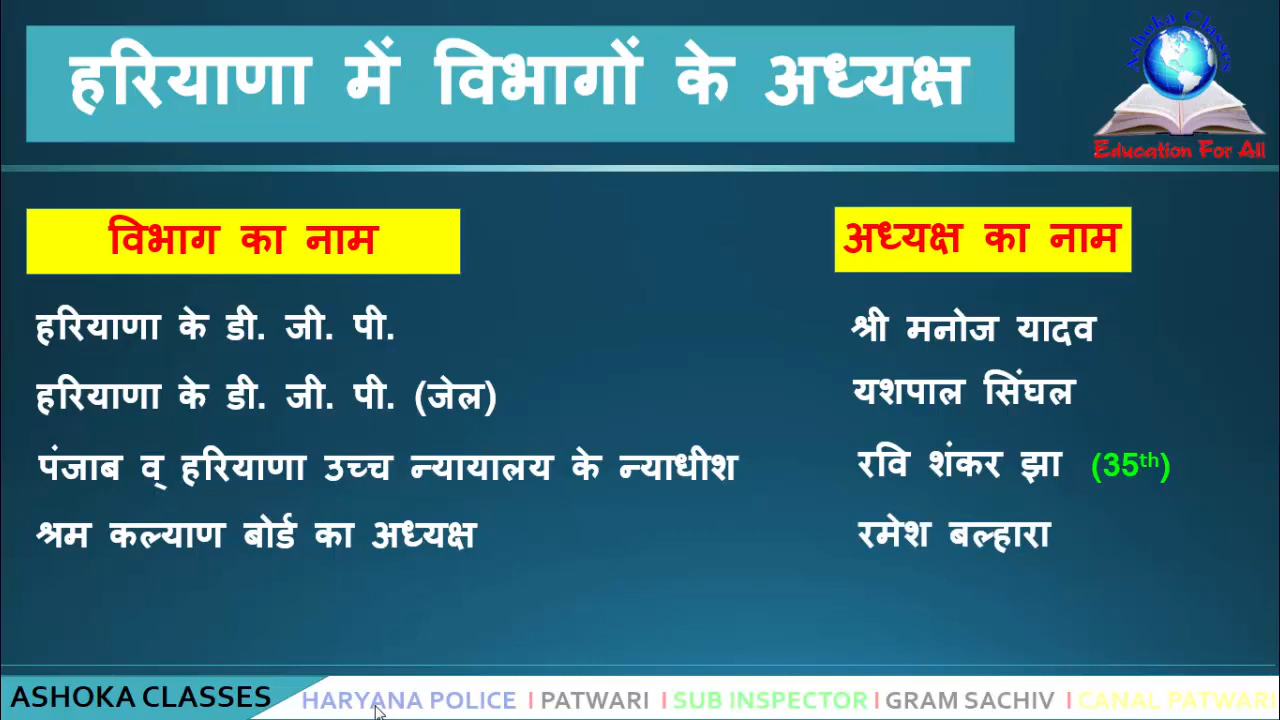 हरियाणा में विभागों के अध्यक्ष
Ashoka Classes
Education For All
विभाग का नाम
अध्यक्ष का नाम
हरियाणा के डी. जी. पी.
श्री मनोज यादव
हरियाणा के डी. जी. पी. (जेल)
यशपाल सिंघल
पंजाब व् हरियाणा उच्च न्यायालय के न्याधीश
रवि शंकर झा (35th)
श्रम कल्याण बोर्ड का अध्यक्ष
रमेश बल्हारा
ASHOKA CLASSES
HARYANA POLICE | PATWARI | SUB INSPECTOR | GRAM SACHIV | CANAL PATWARI